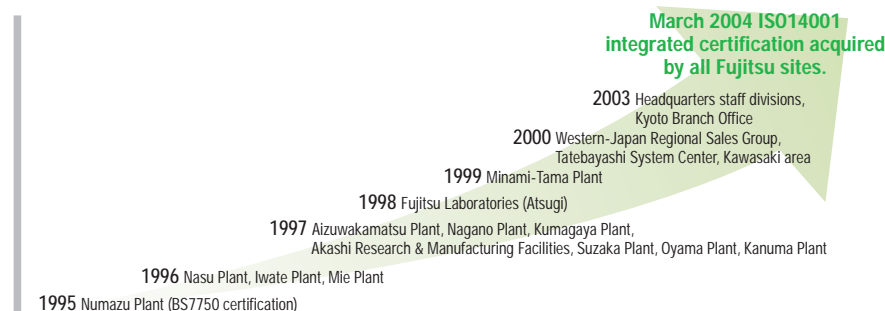 March 2004 ISO14001
integrated certification acquired
by all Fujitsu sites.
2003 Headquarters staff divisions,
Kyoto Branch Office
2000 Western-Japan Regional Sales Group,
Tatebayashi System Center, Kawasaki area
1999 Minami-Tama Plant
1998 Fujitsu Laboratories (Atsugi)
1997 Aizuwakamatsu Plant, Nagano Plant, Kumagaya Plant,
Akashi Research & Manufacturing Facilities, Suzaka Plant, Oyama Plant, Kanuma Plant
1996 Nasu Plant, Iwate Plant, Mie Plant
1995 Numazu Plant (BS7750 certification)